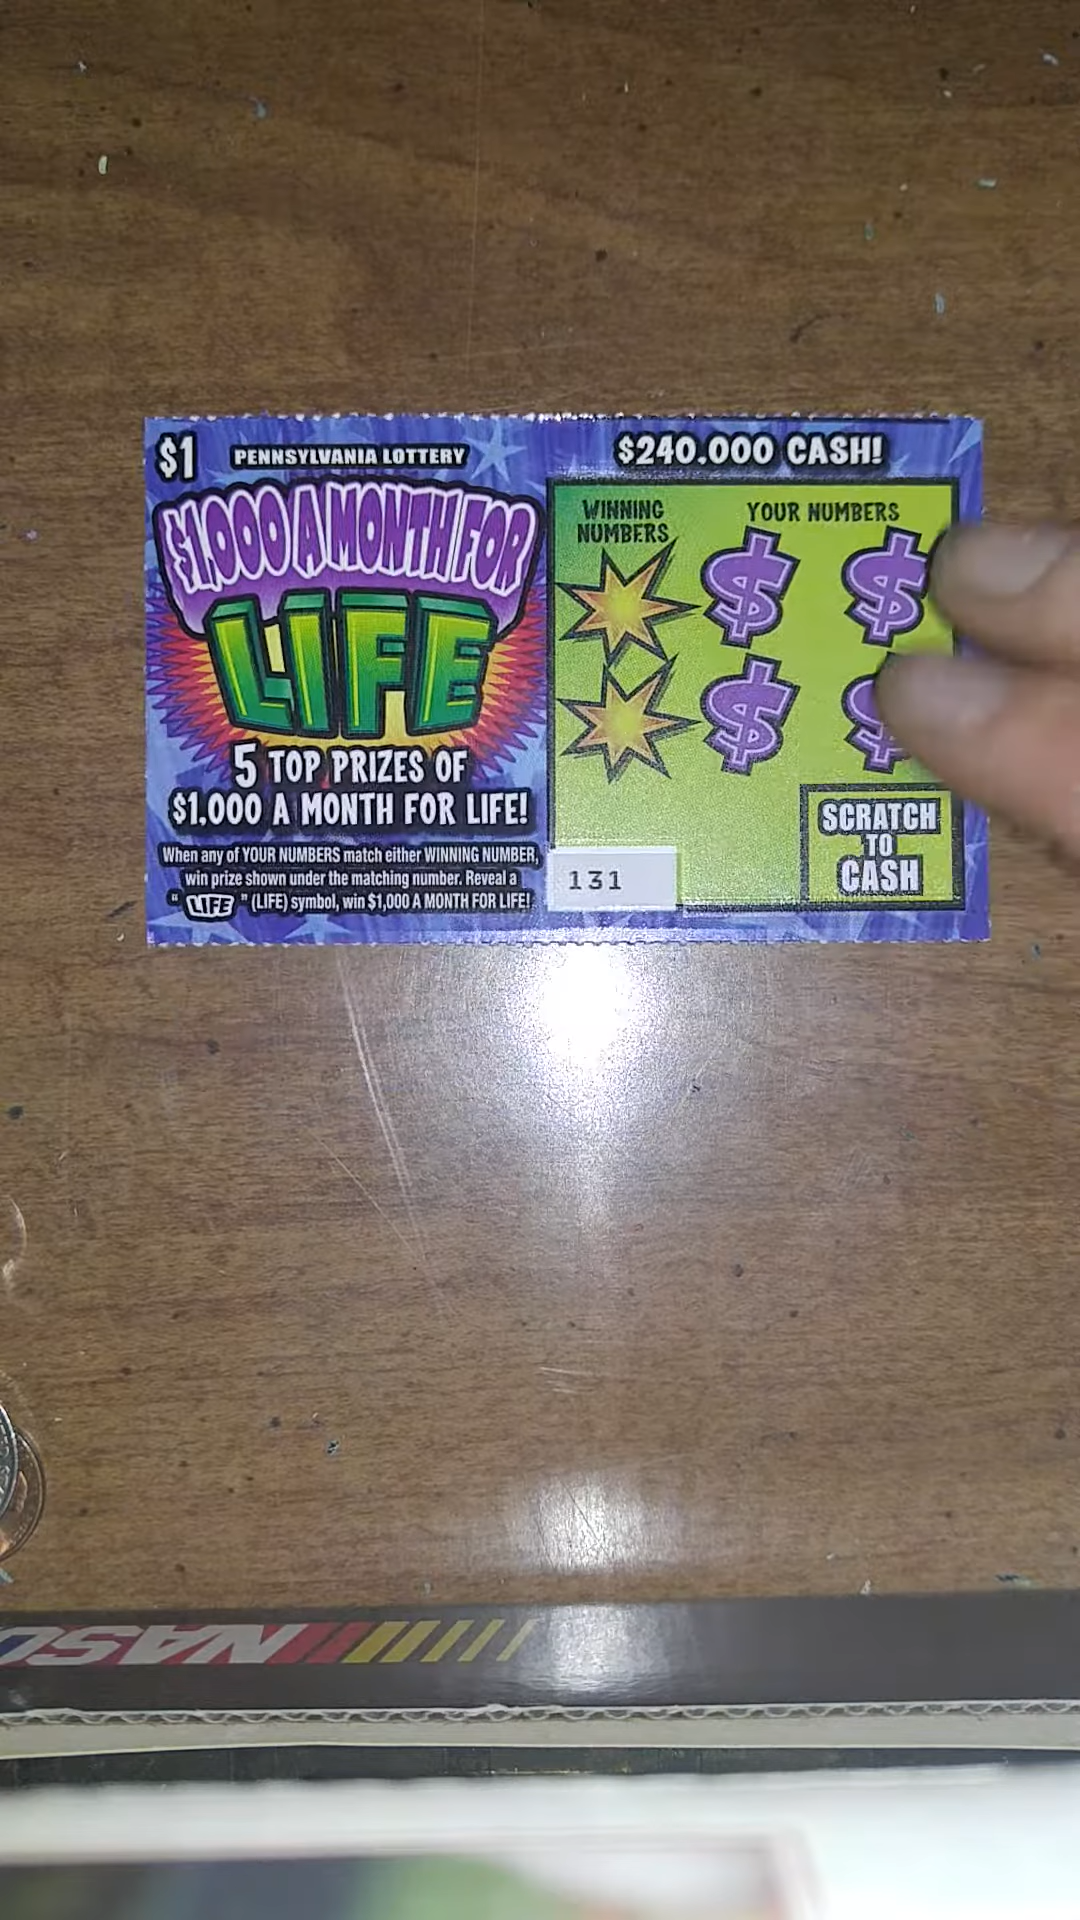 $1
PENNSYLVANIA LOTTERY
$1,000 A MONTH FOR
LIFE
5 TOP PRIZES OF
$1,000 A MONTH FOR LIFE!
When any of YOUR NUMBERS match either WINNING NUMBER,
win prize shown under the matching number. Reveal a
"LIFE" (LIFE) symbol, win $1,000 A MONTH FOR LIFE!
$240,000 CASH!
WINNING
NUMBERS
YOUR NUMBERS
$ $
$ $
131
SCRATCH
TO
CASH
NASC